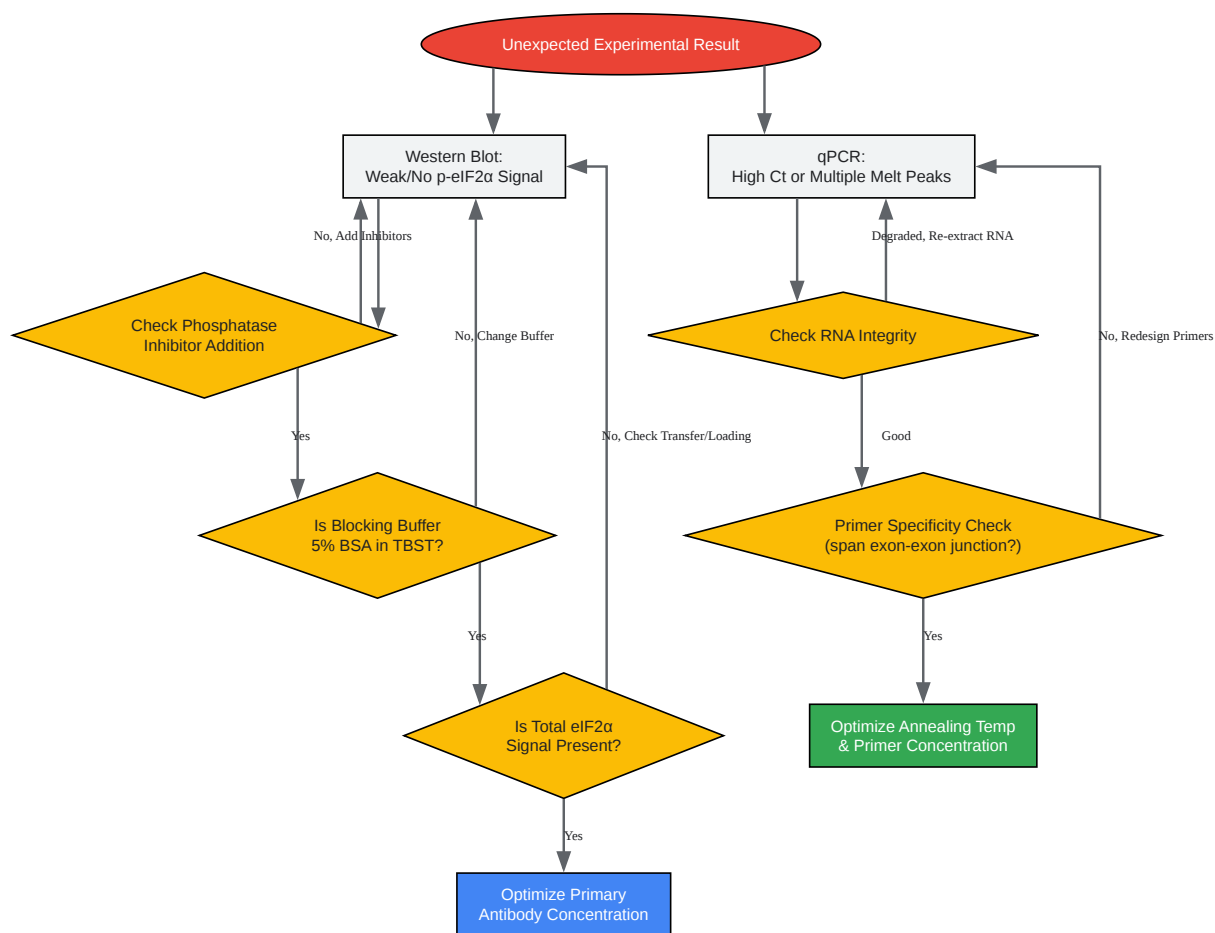 Unexpected Experimental Result
Western Blot:
Weak/No p-eIF2α Signal
qPCR:
High Ct or Multiple Melt Peaks
No, Add Inhibitors
Degraded, Re-extract RNA
Check Phosphatase
Inhibitor Addition
No, Change Buffer
Check RNA Integrity
No, Redesign Primers
Yes
No, Check Transfer/Loading
Good
Is Blocking Buffer
5% BSA in TBST?
Primer Specificity Check
(span exon-exon junction?)
Yes
Yes
Is Total eIF2α
Signal Present?
Optimize Annealing Temp
& Primer Concentration
Yes
Optimize Primary
Antibody Concentration